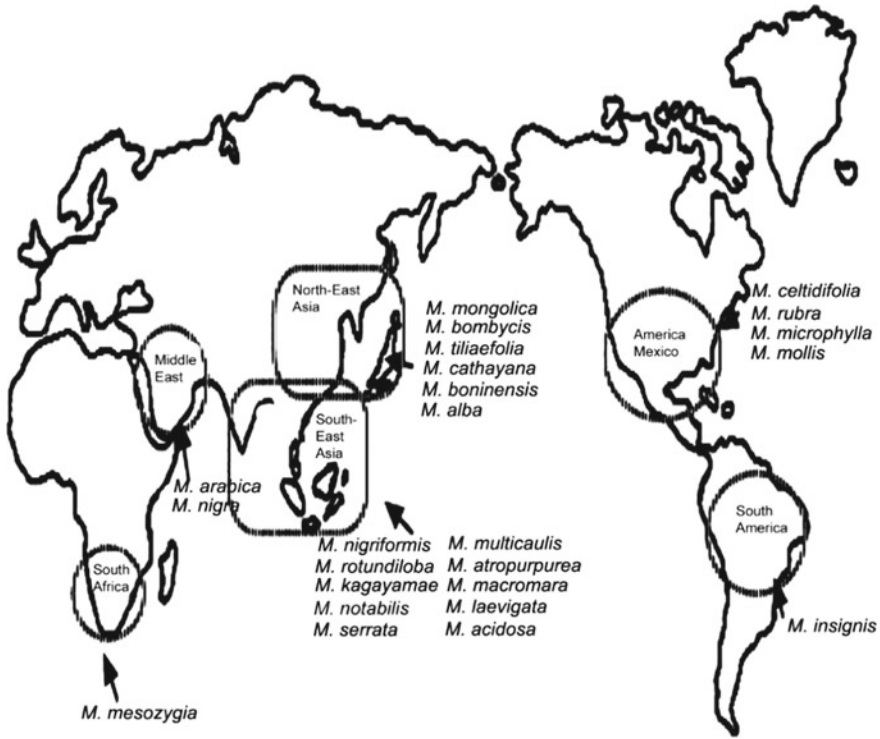 North-East
Asia
M. mongolica
M. bombycis
M. tiliaefolia
M. cathayana
M. boninensis
M. alba
America
Mexico
M. celtidifolia
M. rubra
M. microphylla
M. mollis
Middle
East
M. arabica
M. nigra
South-
East
Asia
M. nigriformis
M. rotundiloba
M. kagayamae
M. notabilis
M. serrata
M. multicaulis
M. atropurpurea
M. macromara
M. laevigata
M. acidosa
South
America
M. insignis
South
Africa
M. mesozygia